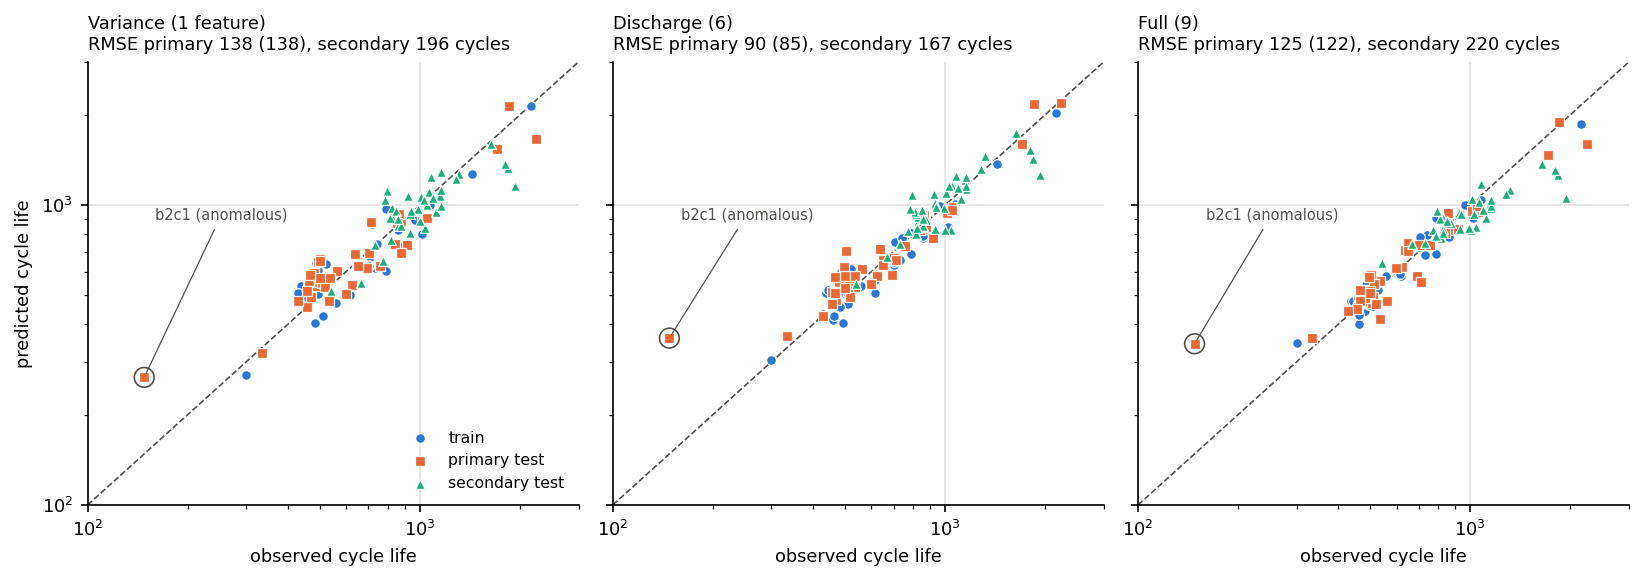 Variance (1 feature)
RMSE primary 138 (138), secondary 196 cycles
predicted cycle life
10³
10²
b2c1 (anomalous)
train
primary test
secondary test
10²
10³
observed cycle life
Discharge (6)
RMSE primary 90 (85), secondary 167 cycles
b2c1 (anomalous)
10²
10³
observed cycle life
Full (9)
RMSE primary 125 (122), secondary 220 cycles
b2c1 (anomalous)
10²
10³
observed cycle life